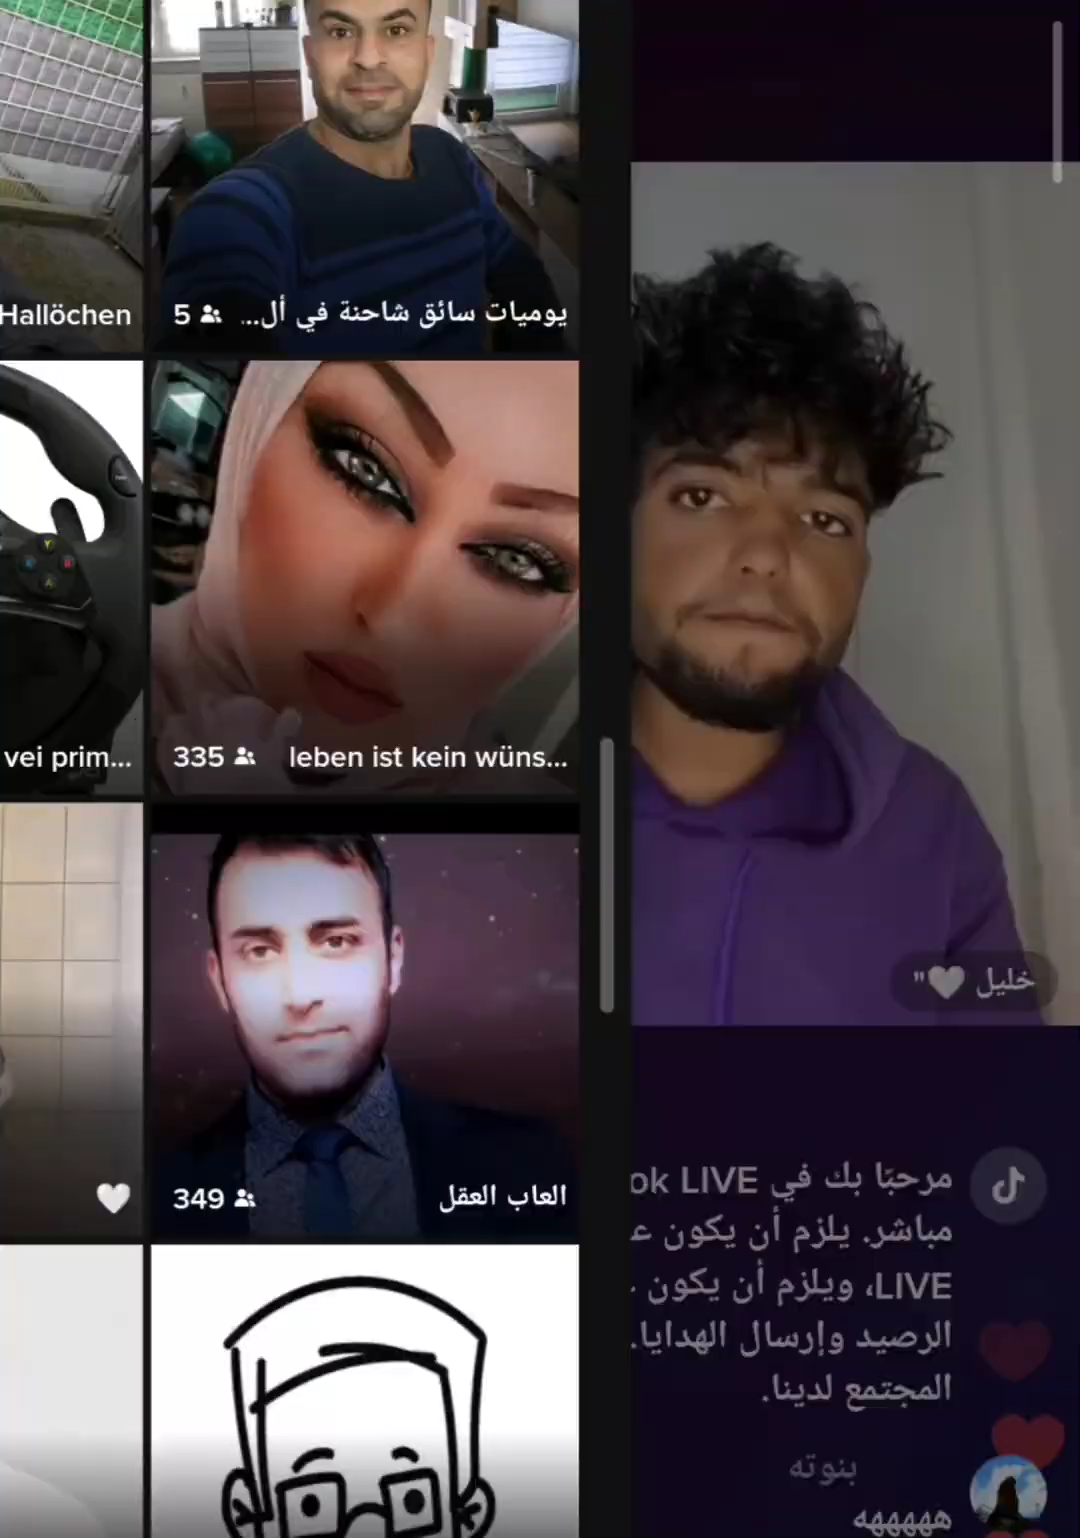 Hallöchen
5 يوميات سائق شاحنة في أل...
vei prim...
335 leben ist kein wüns...
349 العاب العقل
خليل 🤍"
مرحبًا بك في ok LIVE
مباشر. يلزم أن يكون
LIVE، ويلزم أن يكون
الرصيد وإرسال الهدايا.
المجتمع لدينا.
بنوته
هههههه